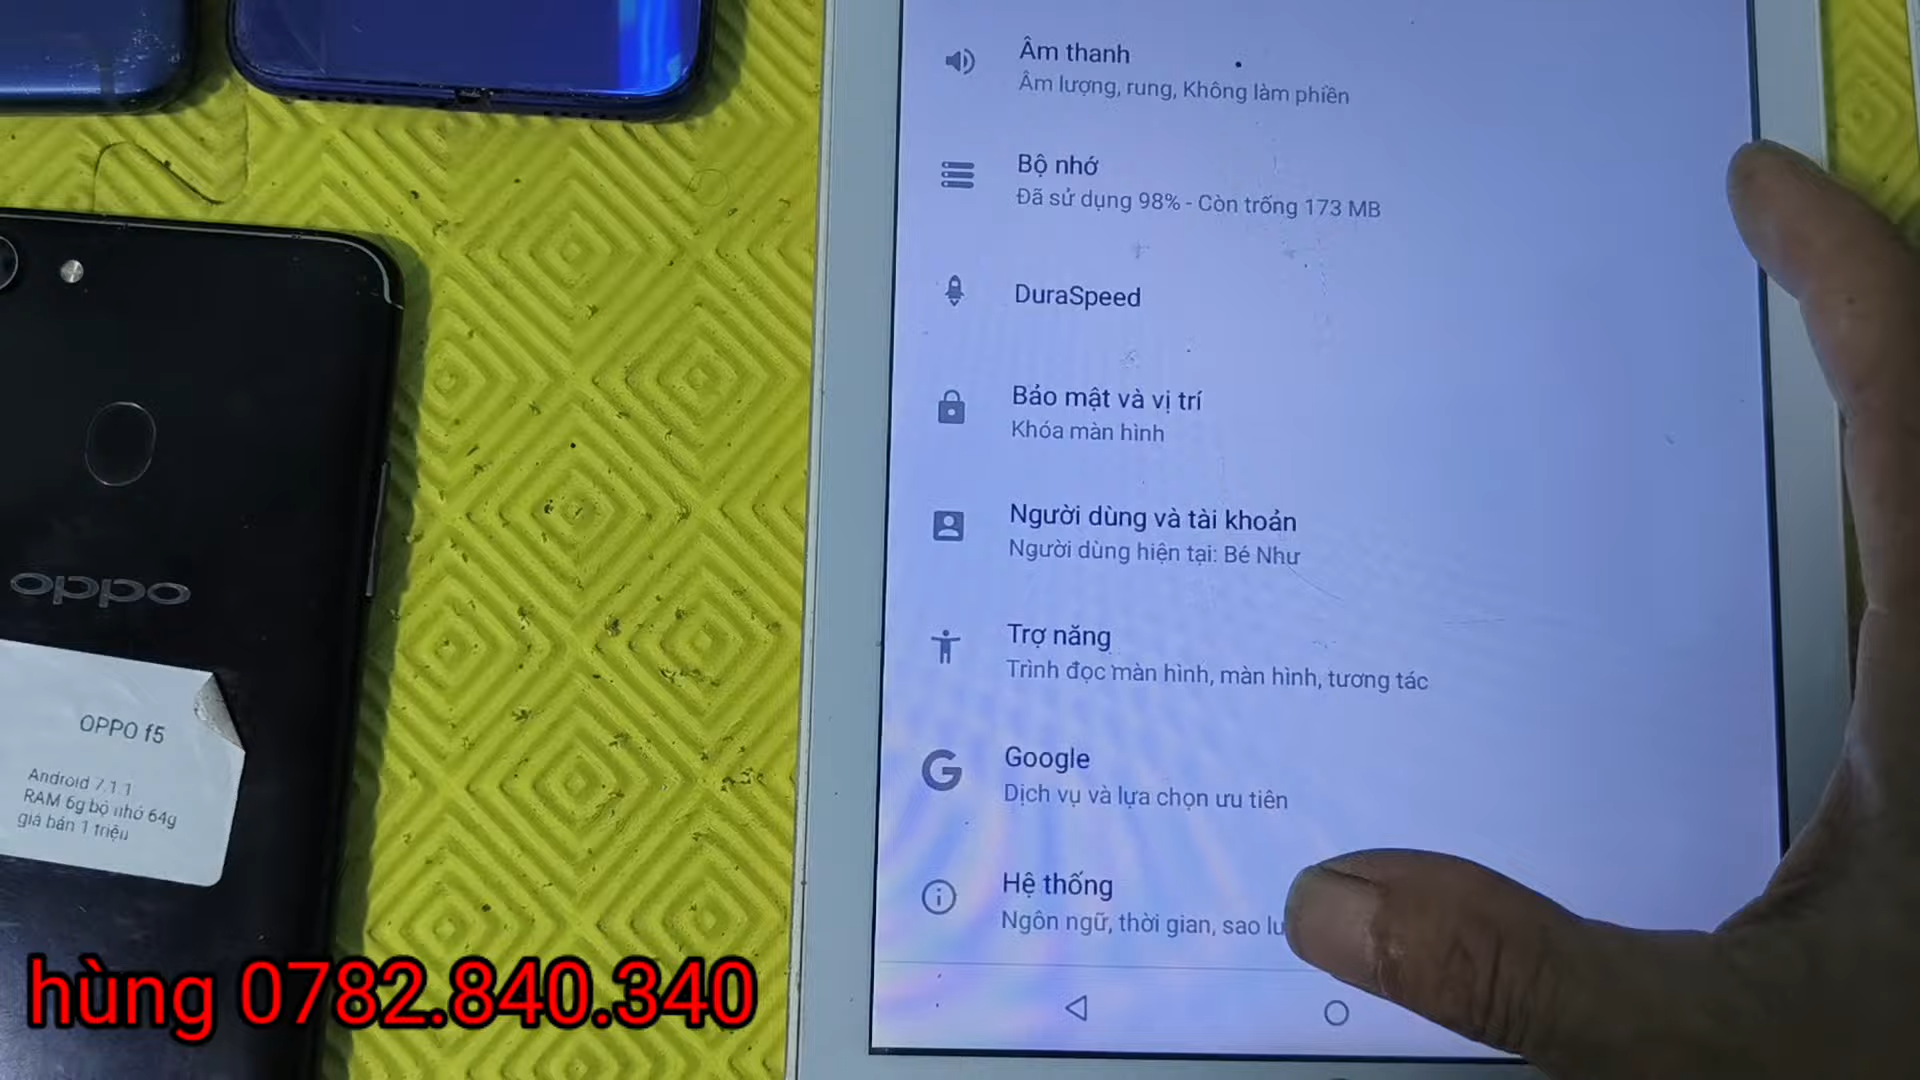 Âm thanh
Âm lượng, rung, Không làm phiền
Bộ nhớ
Đã sử dụng 98% - Còn trống 173 MB
DuraSpeed
Bảo mật và vị trí
Khóa màn hình
Người dùng và tài khoản
Người dùng hiện tại: Bé Như
Trợ năng
Trình đọc màn hình, màn hình, tương tác
Google
Dịch vụ và lựa chọn ưu tiên
Hệ thống
Ngôn ngữ, thời gian, sao lư
oppo
OPPO f5
Android 7.1.1
RAM 6g bộ nhớ 64g
giá bán 1 triệu
hùng 0782.840.340